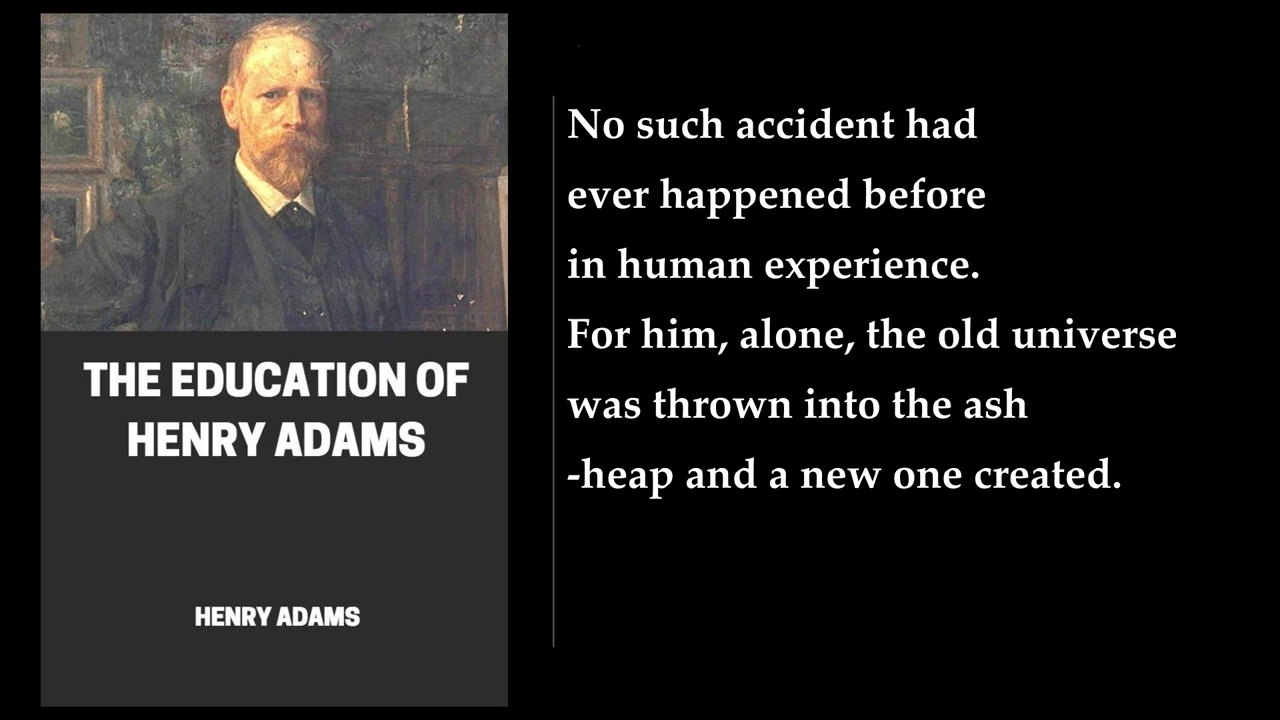 THE EDUCATION OF
HENRY ADAMS
HENRY ADAMS
No such accident had
ever happened before
in human experience.
For him, alone, the old universe
was thrown into the ash
-heap and a new one created.